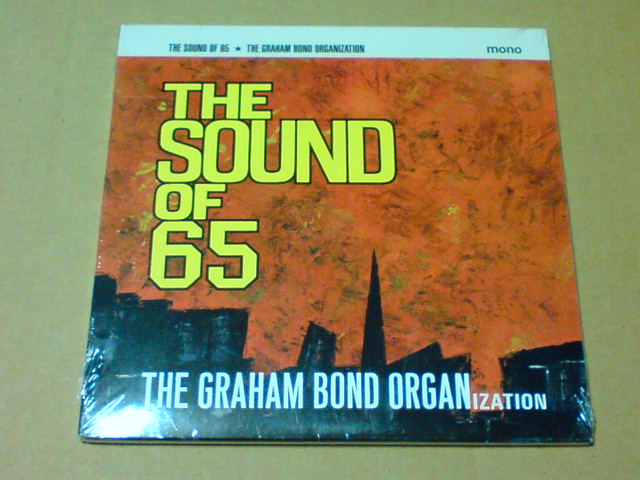 THE SOUND OF 65 ★ THE GRAHAM BOND ORGANIZATION mono
THE
SOUND
OF
65
THE GRAHAM BOND ORGANIZATION